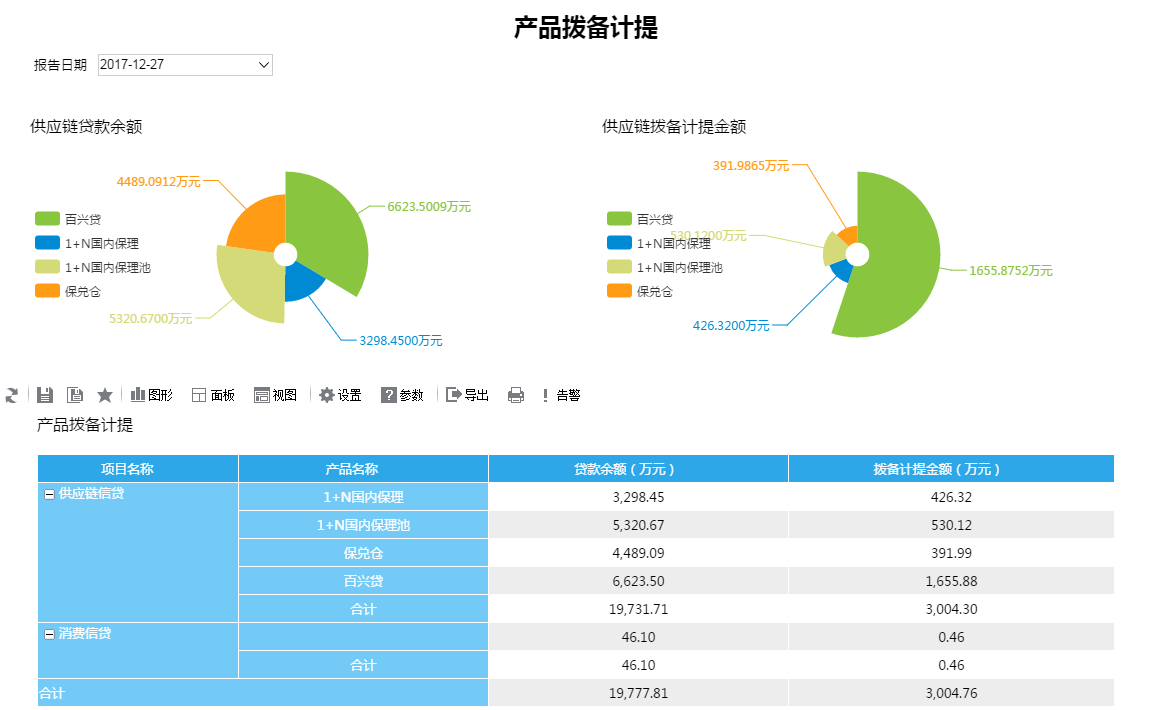 产品拨备计提
报告日期 2017-12-27
供应链贷款余额
4489.0912万元
6623.5009万元
百兴贷
1+N国内保理
1+N国内保理池
保兑仓
5320.6700万元
3298.4500万元
供应链拨备计提金额
391.9865万元
百兴贷
530.1200万元
1+N国内保理
1+N国内保理池
1655.8752万元
保兑仓
426.3200万元
图形 面板 视图 设置 参数 导出 告警
产品拨备计提
项目名称 产品名称 贷款余额（万元） 拨备计提金额（万元）
供应链信贷 1+N国内保理 3,298.45 426.32
1+N国内保理池 5,320.67 530.12
保兑仓 4,489.09 391.99
百兴贷 6,623.50 1,655.88
合计 19,731.71 3,004.30
消费信贷 46.10 0.46
合计 46.10 0.46
合计 19,777.81 3,004.76